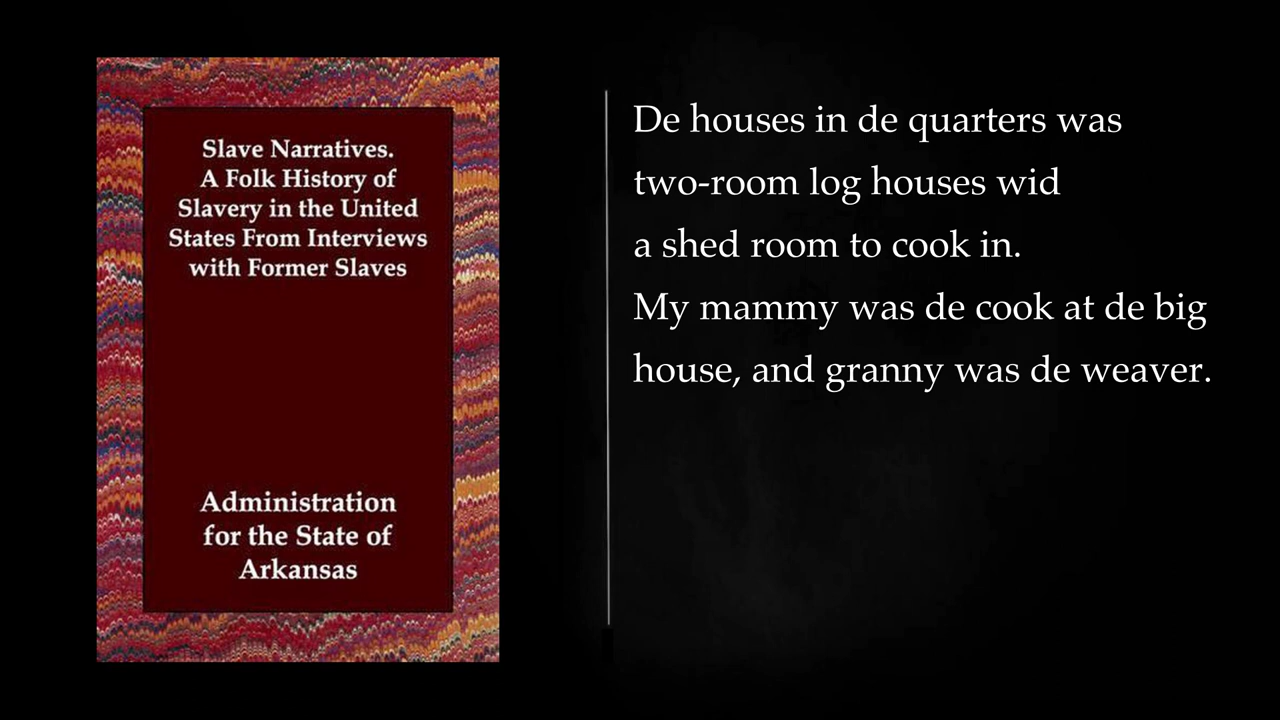 Slave Narratives.
A Folk History of
Slavery in the United
States From Interviews
with Former Slaves
Administration
for the State of
Arkansas
De houses in de quarters was
two-room log houses wid
a shed room to cook in.
My mammy was de cook at de big
house, and granny was de weaver.